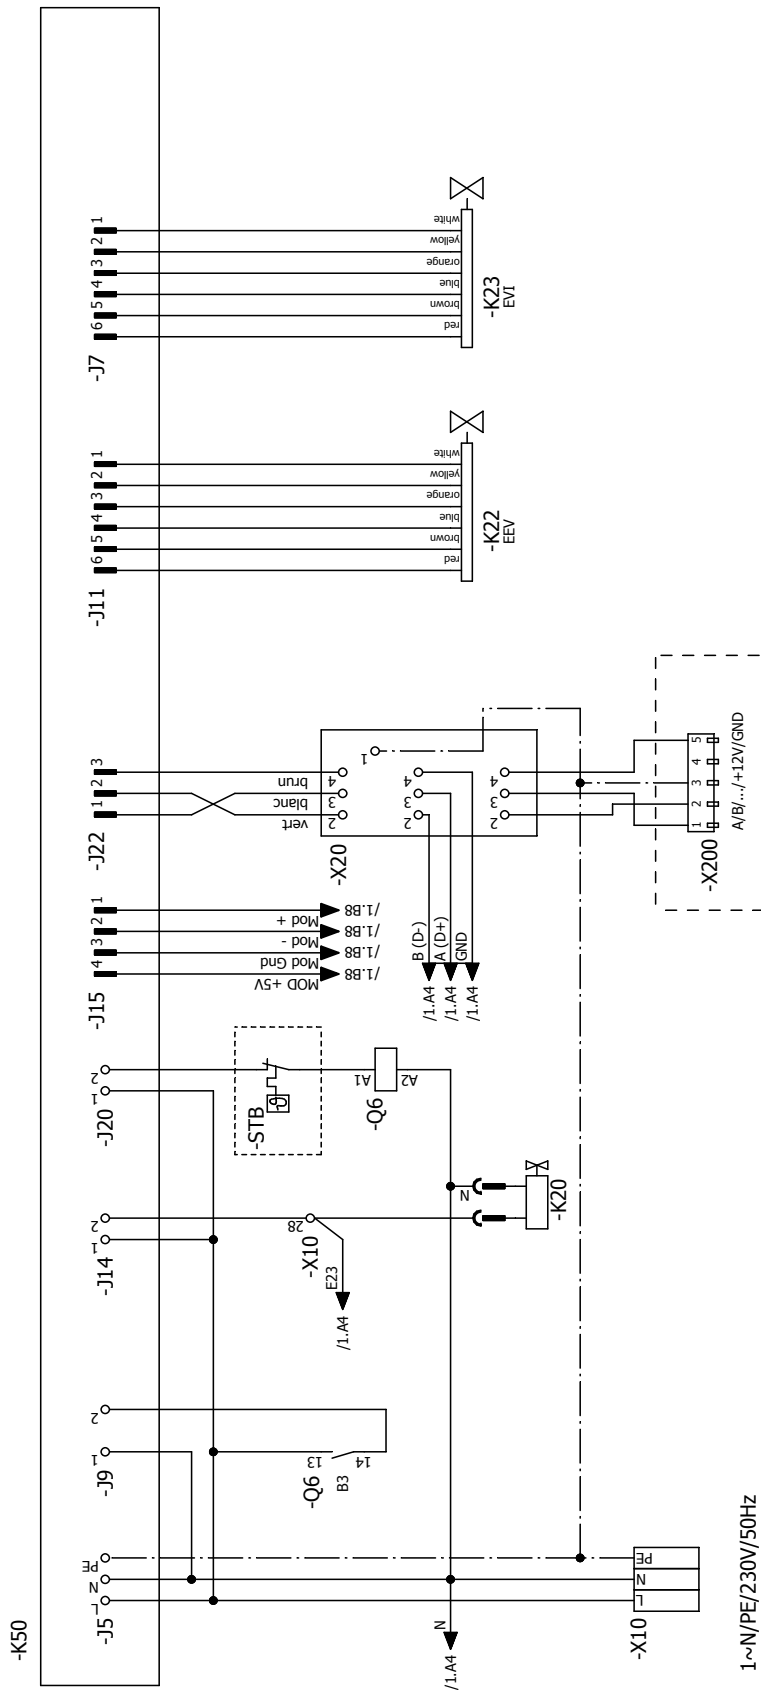 -K50
-J5
L
N
PE
-J9
1
2
-J14
1
2
-J20
1
2
-J15
4
3
2
1
-J22
1
2
3
-J11
6
5
4
3
2
1
-J7
6
5
4
3
2
1
-Q6
B3
13
14
-X10
28
E23
/1.A4
-STB
-Q6
A1
A2
MOD +5V
Mod Gnd
Mod -
Mod +
/1.B8
/1.B8
/1.B8
/1.B8
vert
blanc
brun
-X20
2
3
4
1
2
3
4
2
3
4
B (D-)
A (D+)
GND
/1.A4
/1.A4
/1.A4
red
brown
blue
orange
yellow
white
-K22
EEV
red
brown
blue
orange
yellow
white
-K23
EVI
N
-K20
N
/1.A4
-X10
L
N
PE
1~N/PE/230V/50Hz
-X200
1
2
3
4
5
A/B/.../+12V/GND